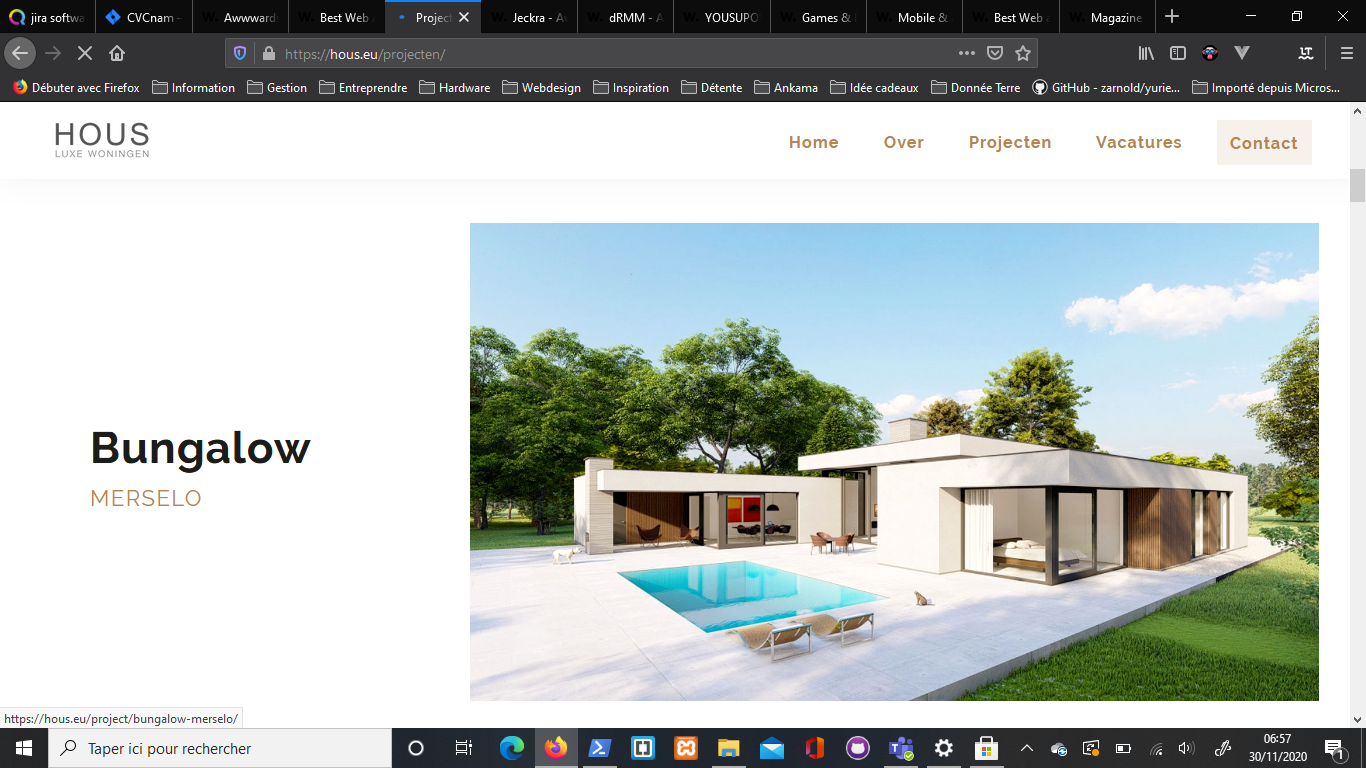 jira softwa
CVCnam -
Awwward
Best Web
Project
Jeckra - A
dRMM - A
YOUSUPO
Games &
Mobile &
Best Web a
Magazine
https://hous.eu/projecten/
Débuter avec Firefox
Information
Gestion
Entreprendre
Hardware
Webdesign
Inspiration
Détente
Ankama
Idée cadeaux
Donnée Terre
GitHub - zarnold/yurie...
Importé depuis Micros...
HOUS
LUXE WONINGEN
Home
Over
Projecten
Vacatures
Contact
Bungalow
MERSELO
https://hous.eu/project/bungalow-merselo/
Taper ici pour rechercher
06:57
30/11/2020
1